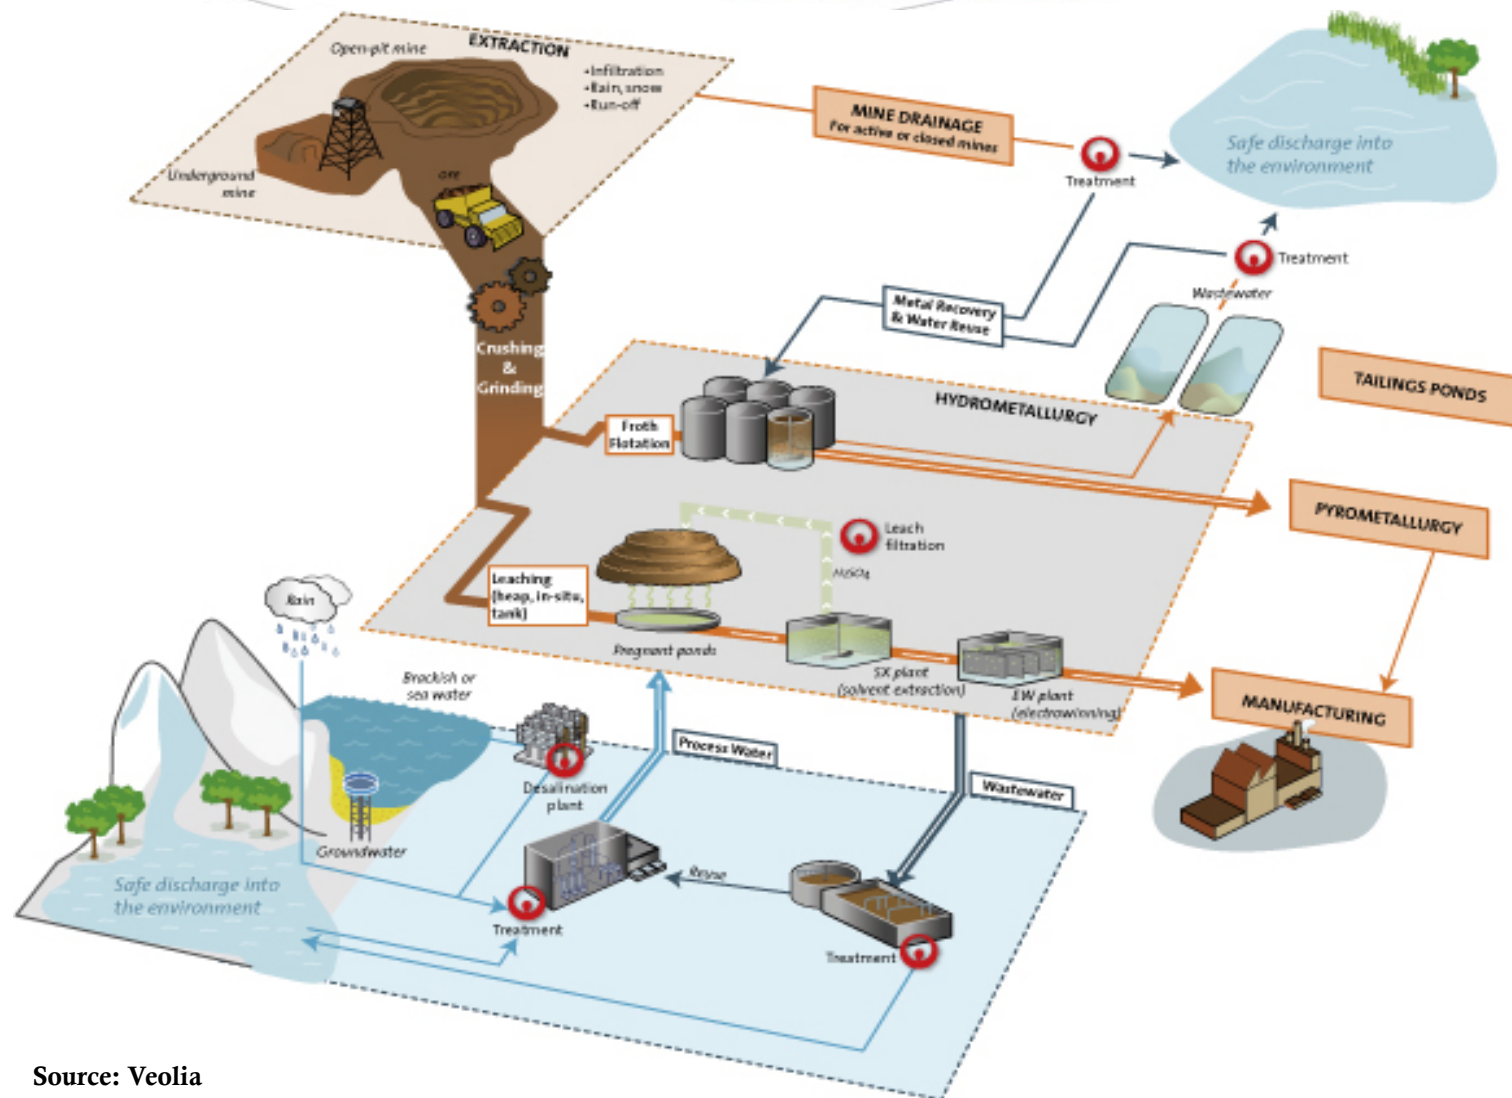 EXTRACTION
Open-pit mine
•Infiltration
•Rain, snow
•Run-off
Underground
mine
Ore
MINE DRAINAGE
For active or closed mines
Treatment
Safe discharge into
the environment
Treatment
Wastewater
Metal Recovery
& Water Reuse
Crushing
&
Grinding
TAILINGS PONDS
HYDROMETALLURGY
Froth
Flotation
PYROMETALLURGY
Leach
filtration
H2SO4
Leaching
(heap, in-situ,
tank)
Pregnant ponds
SX plant
(solvent extraction)
EW plant
(electrowinning)
MANUFACTURING
Rain
Brackish or
sea water
Process Water
Wastewater
Desalination
plant
Groundwater
Reuse
Safe discharge into
the environment
Treatment
Treatment
Source: Veolia